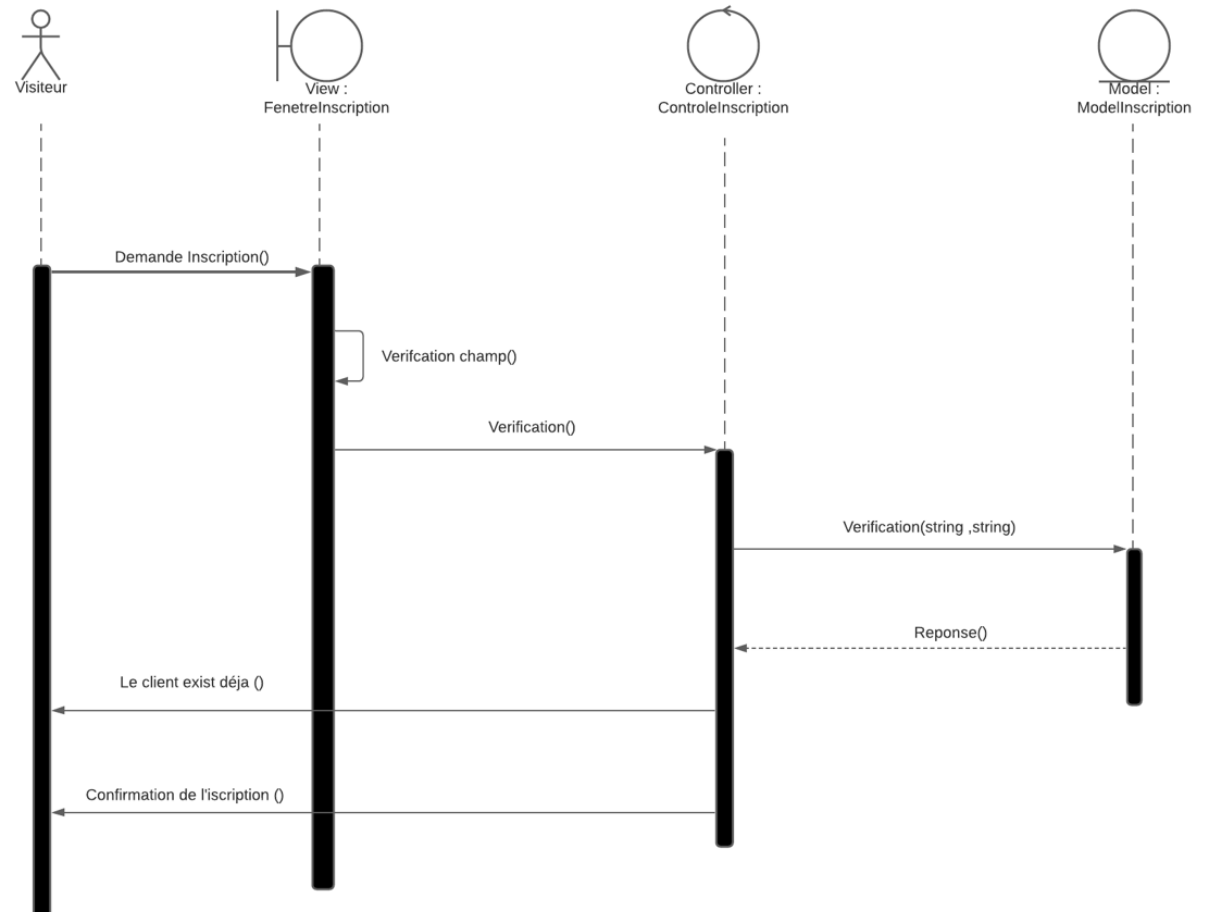 Visiteur
View :
FenetreInscription
Controller :
ControleInscription
Model :
ModelInscription
Demande Inscription()
Verifcation champ()
Verification()
Verification(string ,string)
Reponse()
Le client exist déja ()
Confirmation de l'iscription ()